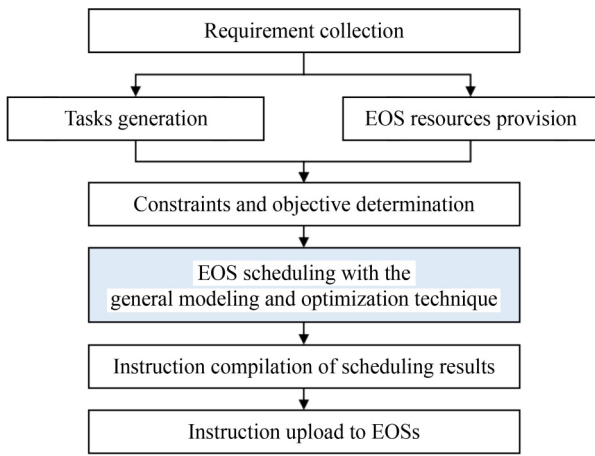 Requirement collection
Tasks generation
EOS resources provision
Constraints and objective determination
EOS scheduling with the
general modeling and optimization technique
Instruction compilation of scheduling results
Instruction upload to EOSs